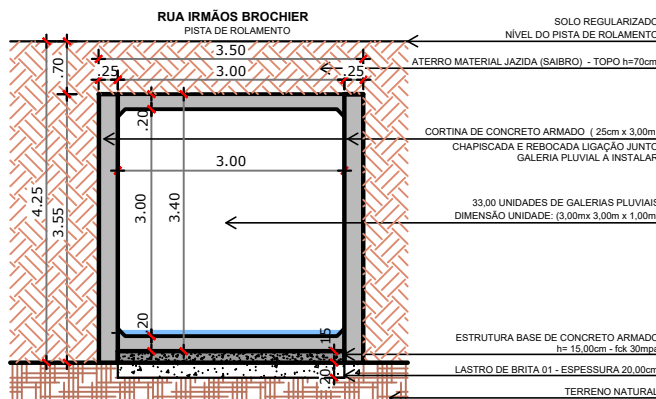 RUA IRMÃOS BROCHIER
PISTA DE ROLAMENTO
SOLO REGULARIZADO
NÍVEL DO PISTA DE ROLAMENTO
3.50
ATERRO MATERIAL JAZIDA (SAIBRO) - TOPO h=70cm
.70
.25
3.00
.25
.20
CORTINA DE CONCRETO ARMADO ( 25cm x 3,00m)
CHAPISCADA E REBOCADA LIGAÇÃO JUNTO
GALERIA PLUVIAL A INSTALAR
3.00
4.25
3.55
3.00
3.40
33,00 UNIDADES DE GALERIAS PLUVIAIS
DIMENSÃO UNIDADE: (3,00mx 3,00m x 1,00m)
.20
.15
ESTRUTURA BASE DE CONCRETO ARMADO
h= 15,00cm - fck 30mpa
.20
LASTRO DE BRITA 01 - ESPESSURA 20,00cm
TERRENO NATURAL